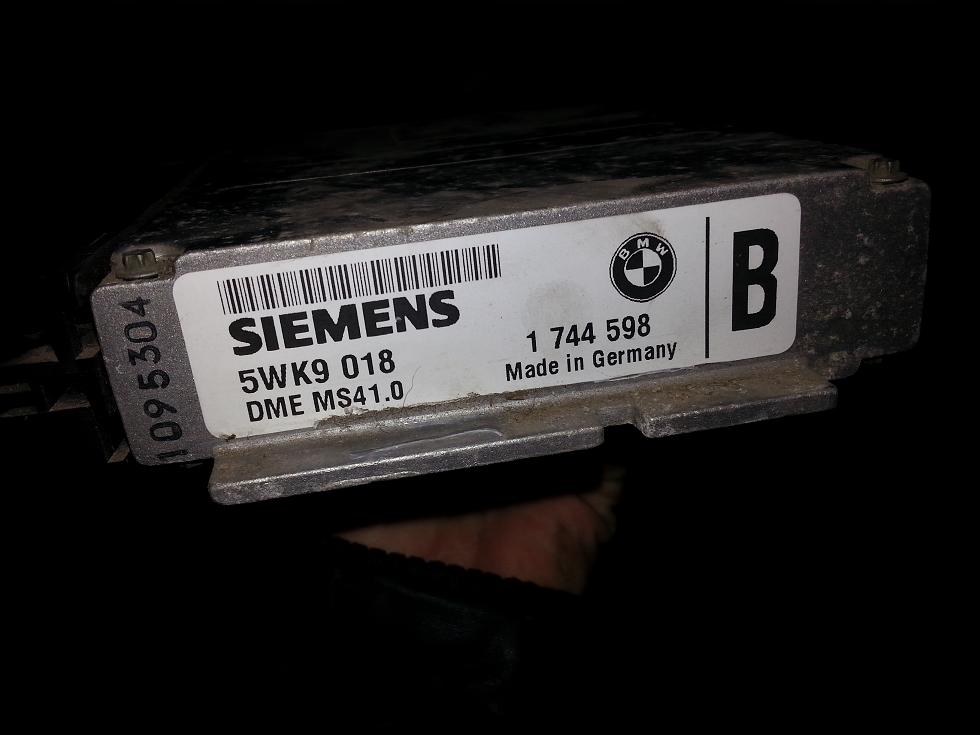 1095304
SIEMENS
5WK9 018
DME MS41.0
BMW
1 744 598
Made in Germany
B